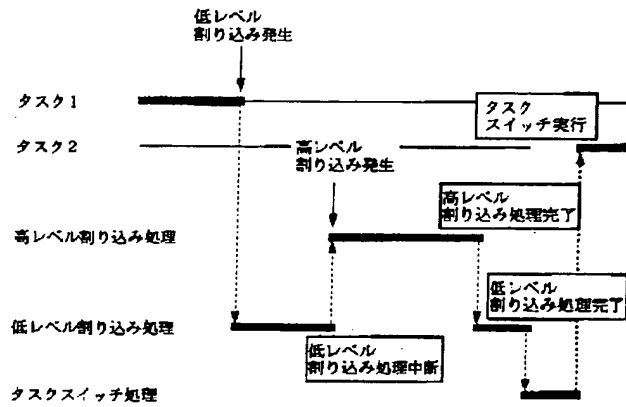 低レベル
割り込み発生
タスク1
タスク
スイッチ実行
タスク2
高レベル
割り込み発生
高レベル
割り込み処理完了
高レベル割り込み処理
低レベル
割り込み処理完了
低レベル割り込み処理
低レベル
割り込み処理中断
タスクスイッチ処理